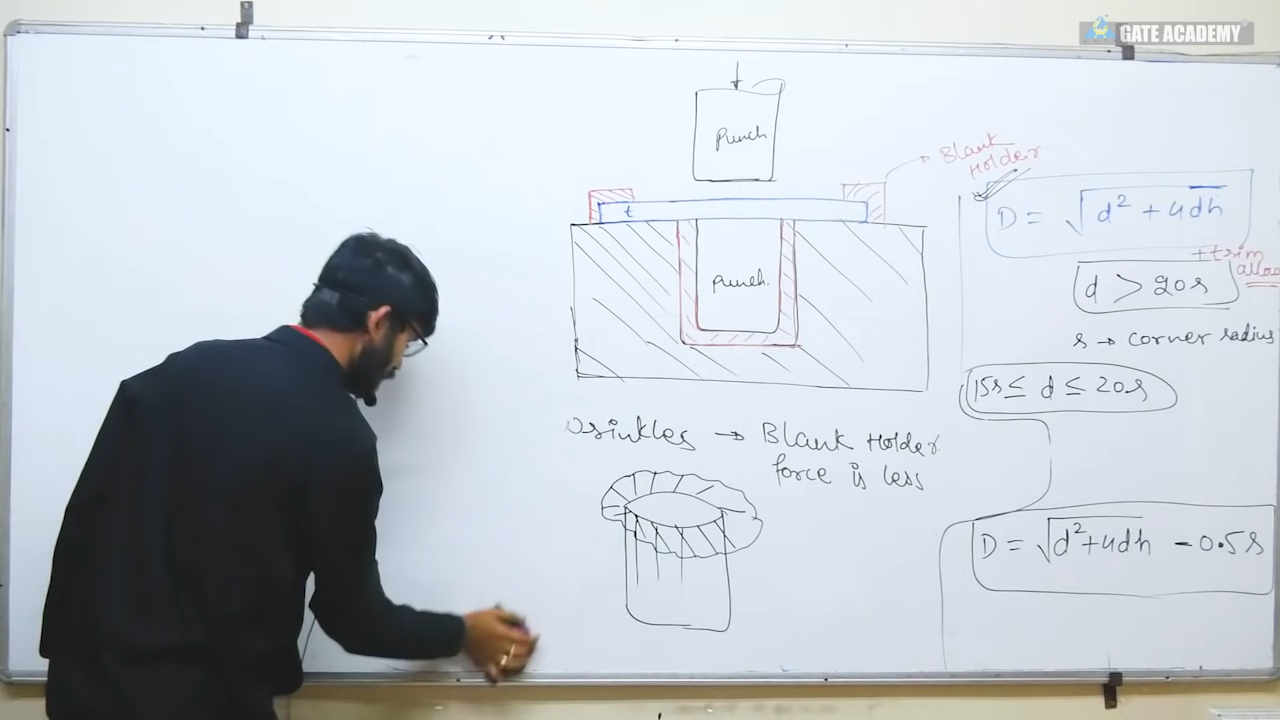 GATE ACADEMY
Punch
Blank
Holder
t
D = √d² + 4dh
+ trim
punch.
d > 20r
r → corner radius
15r ≤ d ≤ 20r
wrinkles → Blank Holder
force is less
D = √d²+4dh - 0.5r